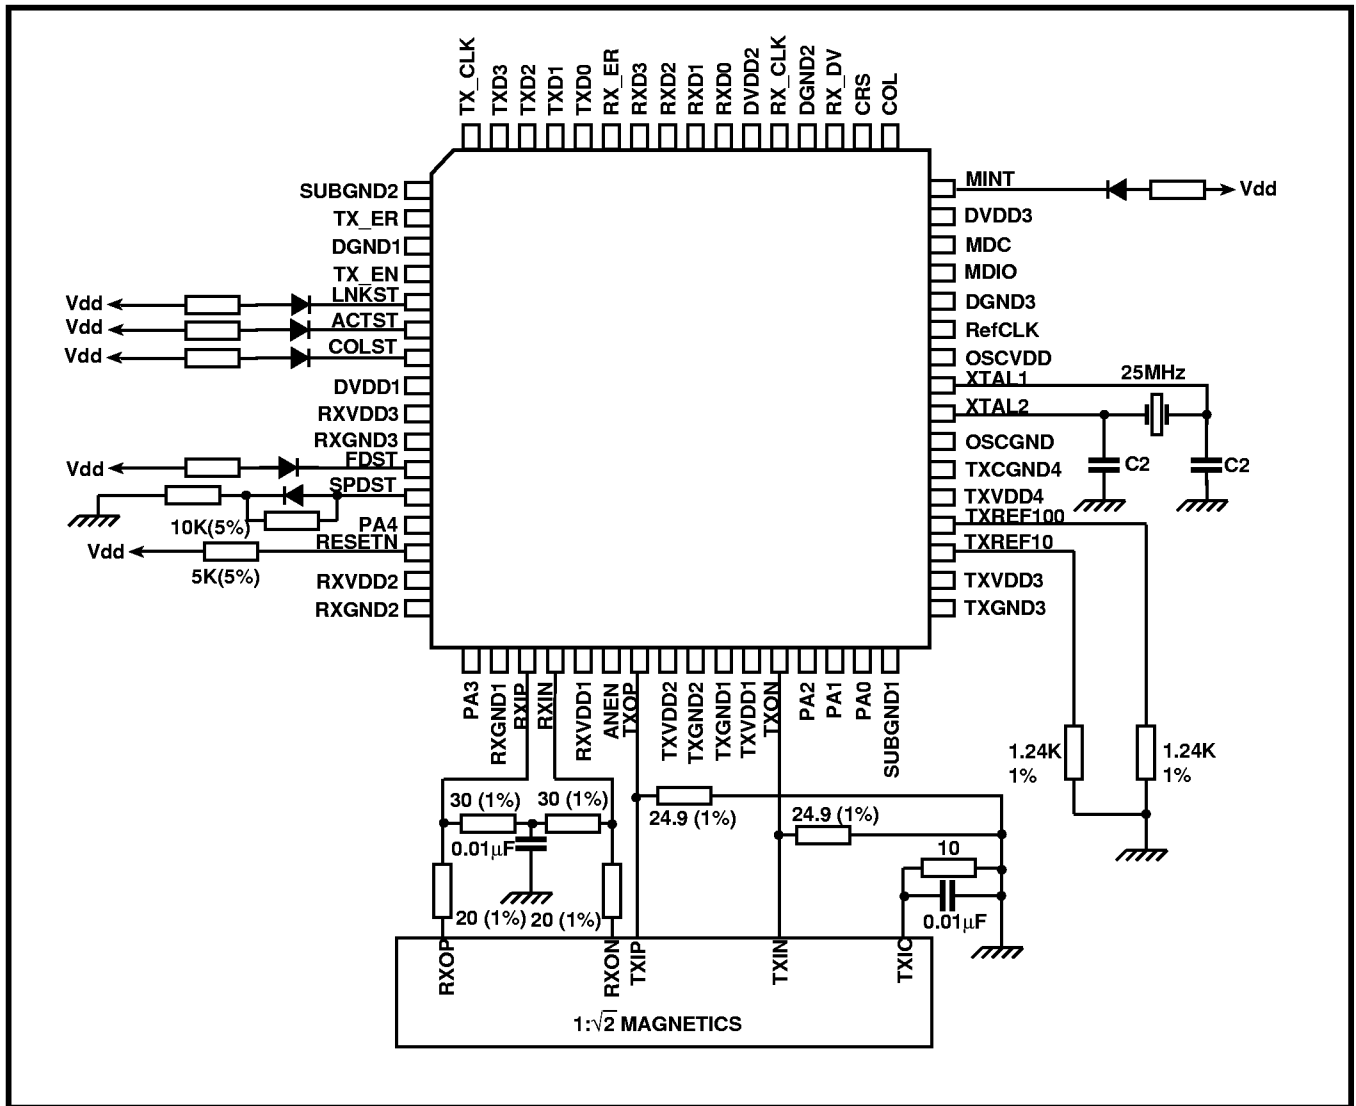 TX_CLK
TXD3
TXD2
TXD1
TXD0
RX_ER
RXD3
RXD2
RXD1
RXD0
DVDD2
RX_CLK
DGND2
RX_DV
CRS
COL
SUBGND2
TX_ER
DGND1
TX_EN
Vdd
LNKST
Vdd
ACTST
Vdd
COLST
DVDD1
RXVDD3
RXGND3
Vdd
FDST
SPDST
10K(5%)
PA4
Vdd
RESETN
5K(5%)
RXVDD2
RXGND2
MINT
Vdd
DVDD3
MDC
MDIO
DGND3
RefCLK
OSCVDD
XTAL1
25MHz
XTAL2
OSCGND
C2
C2
TXCGND4
TXVDD4
TXREF100
TXREF10
TXVDD3
TXGND3
PA3
RXGND1
RXIP
RXIN
RXVDD1
ANEN
TXOP
TXVDD2
TXGND2
TXGND1
TXVDD1
TXON
PA2
PA1
PA0
SUBGND1
1.24K
1%
1.24K
1%
30 (1%)
30 (1%)
0.01μF
24.9 (1%)
24.9 (1%)
10
0.01μF
20 (1%)
20 (1%)
RXOP
RXON
TXIP
TXIN
TXIC
1:√2 MAGNETICS